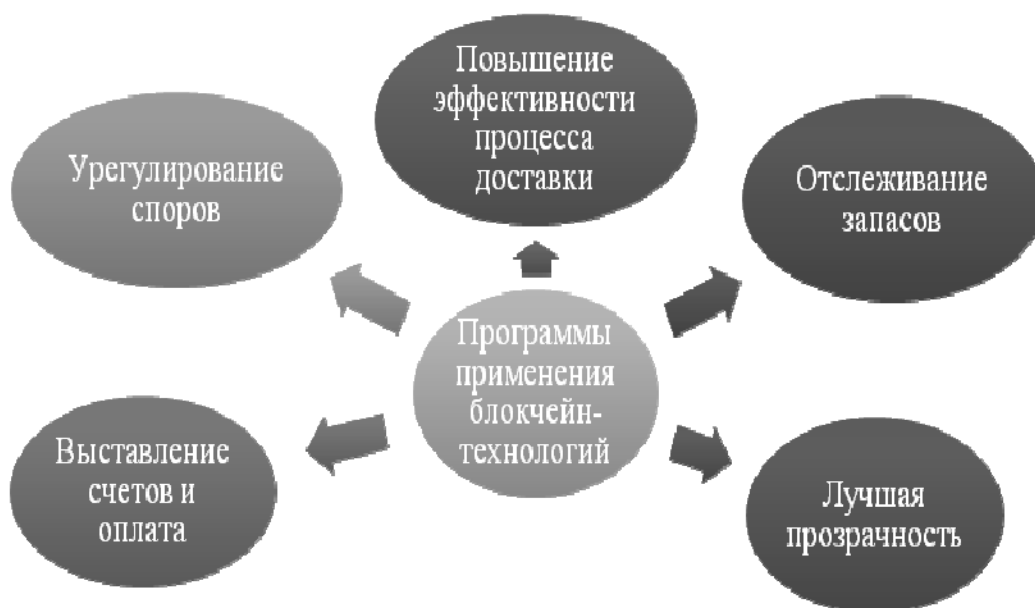 Повышение
эффективности
процесса
доставки
Урегулирование
споров
Отслеживание
запасов
Программы
применения
блокчейн-
технологий
Выставление
счетов и
оплата
Лучшая
прозрачность